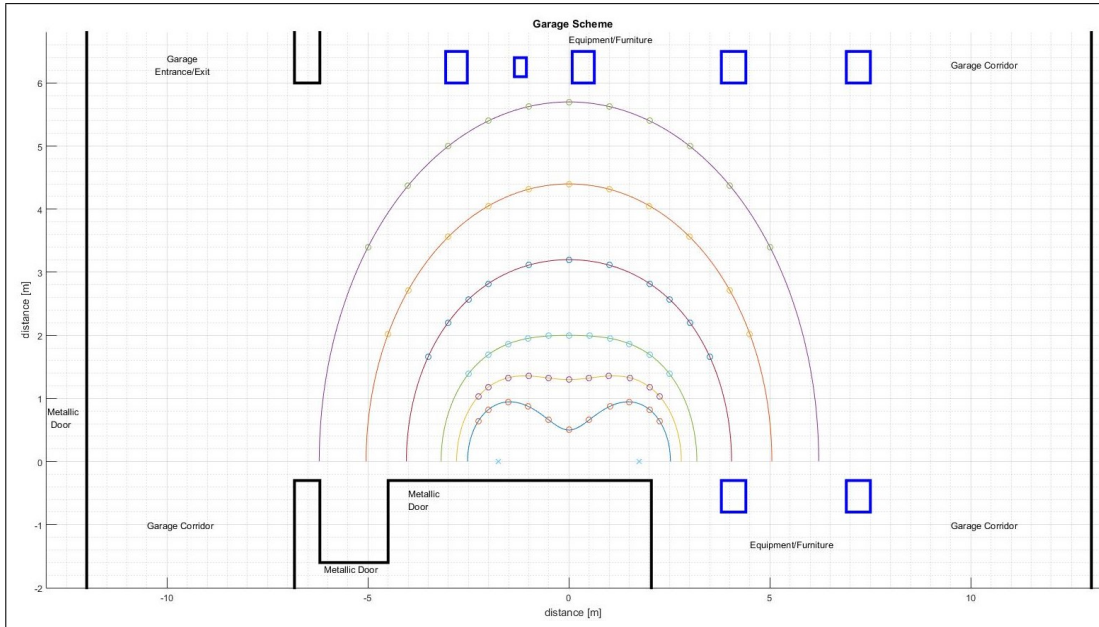 Garage Scheme
Equipment/Furniture
Garage
Entrance/Exit
Garage Corridor
6
5
4
3
2
1
0
-1
-2
distance [m]
Metallic
Door
Metallic
Door
Garage Corridor
Metallic Door
Equipment/Furniture
Garage Corridor
-10
-5
0
5
10
distance [m]